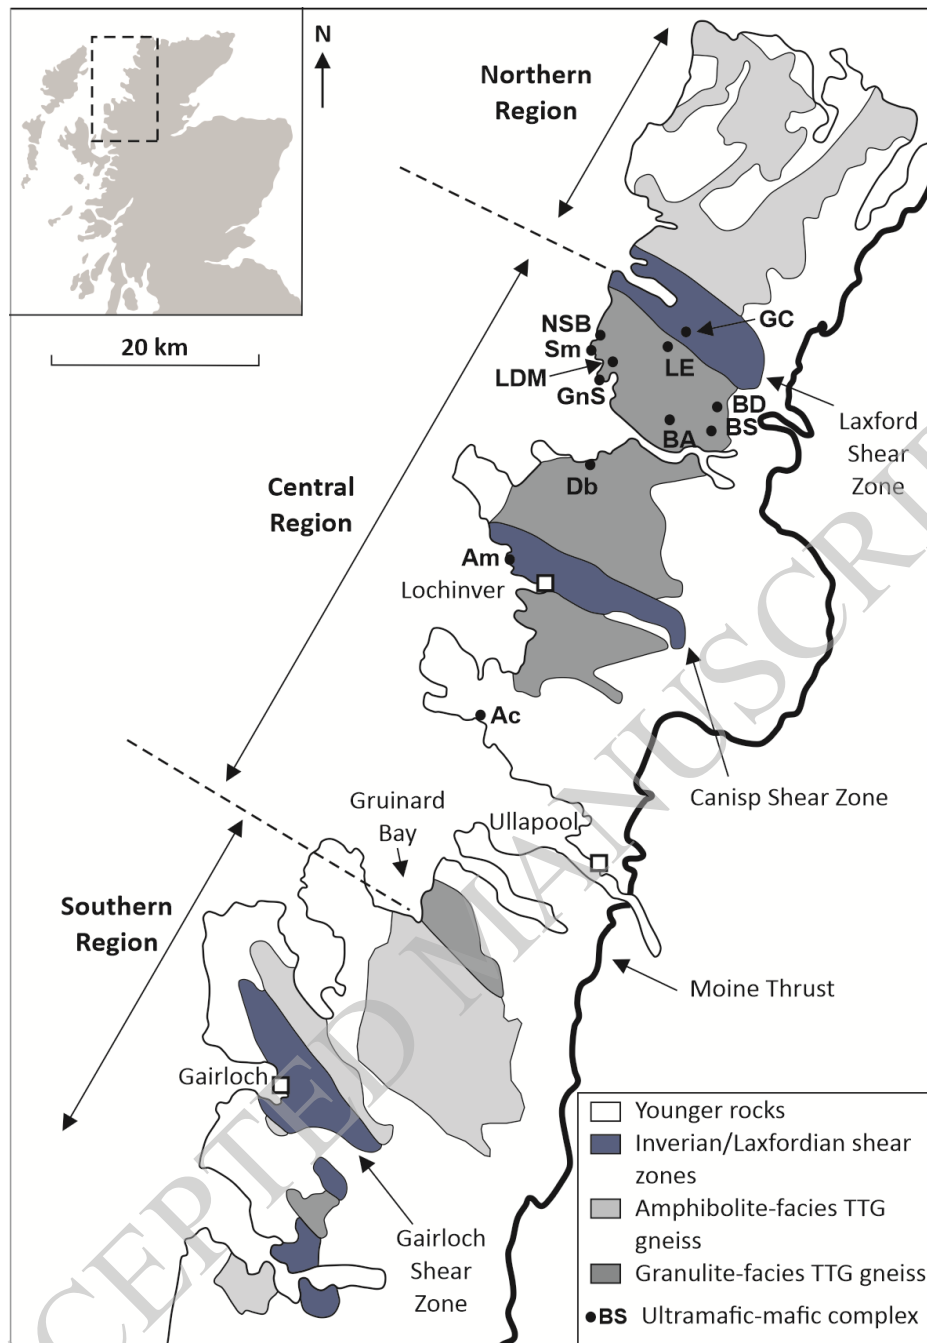 N
20 km
Northern
Region
NSB
Sm
LDM
GnS
GC
LE
BD
BS
BA
Laxford
Shear
Zone
Central
Region
Db
Am
Lochinver
Ac
Canisp Shear Zone
Gruinard
Bay
Ullapool
Southern
Region
Moine Thrust
Gairloch
Gairloch
Shear
Zone
Younger rocks
Inverian/Laxfordian shear
zones
Amphibolite-facies TTG
gneiss
Granulite-facies TTG gneiss
BS Ultramafic-mafic complex
CEPTED MANUSCRI